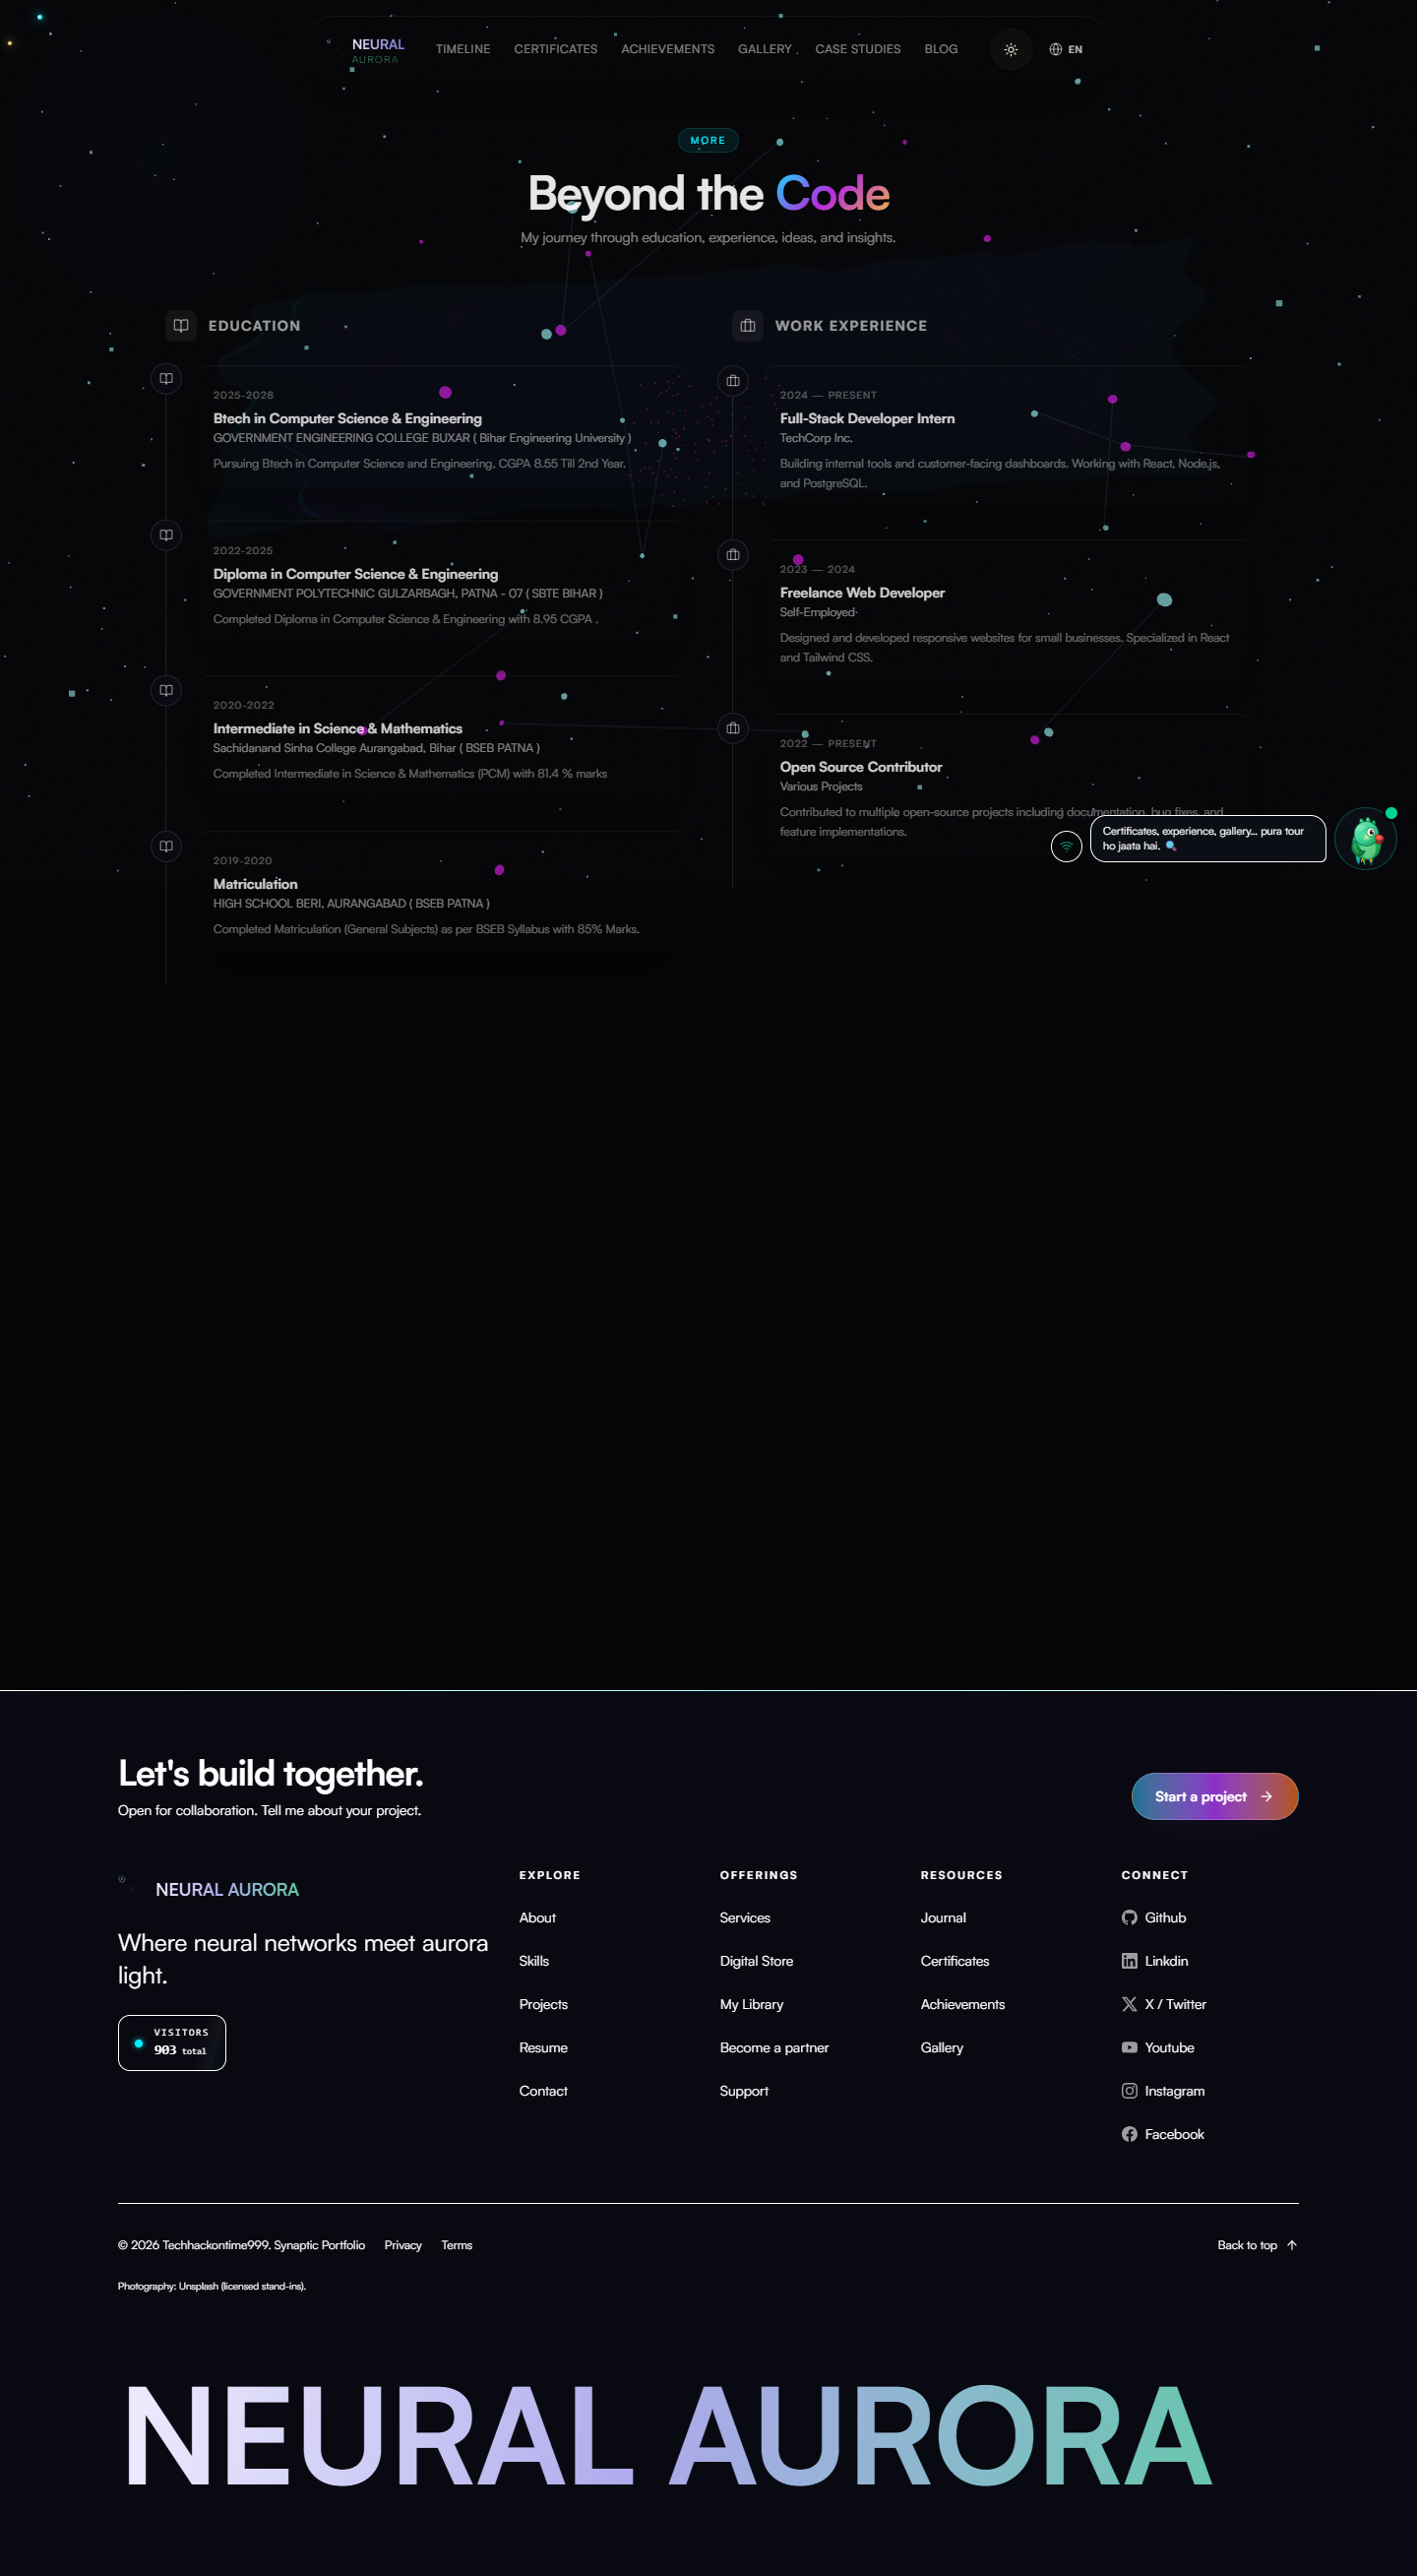 NEURAL
AURORA
TIMELINE
CERTIFICATES
ACHIEVEMENTS
GALLERY
CASE STUDIES
BLOG
EN
MORE
Beyond the Code
My journey through education, experience, ideas, and insights.
EDUCATION
2025-2028
Btech in Computer Science & Engineering
GOVERNMENT ENGINEERING COLLEGE BUXAR ( Bihar Engineering University )
Pursuing Btech in Computer Science and Engineering, CGPA 8.55 Till 2nd Year.
2022-2025
Diploma in Computer Science & Engineering
GOVERNMENT POLYTECHNIC GULZARBAGH, PATNA - 07 ( SBTE BIHAR )
Completed Diploma in Computer Science & Engineering with 8.95 CGPA .
2020-2022
Intermediate in Science & Mathematics
Sachidanand Sinha College Aurangabad, Bihar ( BSEB PATNA )
Completed Intermediate in Science & Mathematics (PCM) with 81.4 % marks
2019-2020
Matriculation
HIGH SCHOOL BERI, AURANGABAD ( BSEB PATNA )
Completed Matriculation (General Subjects) as per BSEB Syllabus with 85% Marks.
WORK EXPERIENCE
2024 — PRESENT
Full-Stack Developer Intern
TechCorp Inc.
Building internal tools and customer-facing dashboards. Working with React, Node.js,
and PostgreSQL.
2023 — 2024
Freelance Web Developer
Self-Employed
Designed and developed responsive websites for small businesses. Specialized in React
and Tailwind CSS.
2022 — PRESENT
Open Source Contributor
Various Projects
Contributed to multiple open-source projects including documentation, bug fixes, and
feature implementations.
Certificates, experience, gallery... pura tour
ho jaata hai. 🔍
Let's build together.
Open for collaboration. Tell me about your project.
Start a project
NEURAL AURORA
Where neural networks meet aurora
light.
VISITORS
903 total
EXPLORE
About
Skills
Projects
Resume
Contact
OFFERINGS
Services
Digital Store
My Library
Become a partner
Support
RESOURCES
Journal
Certificates
Achievements
Gallery
CONNECT
Github
Linkdin
X / Twitter
Youtube
Instagram
Facebook
© 2026 Techhackontime999. Synaptic Portfolio
Privacy
Terms
Back to top
Photography: Unsplash (licensed stand-ins).
NEURAL AURORA